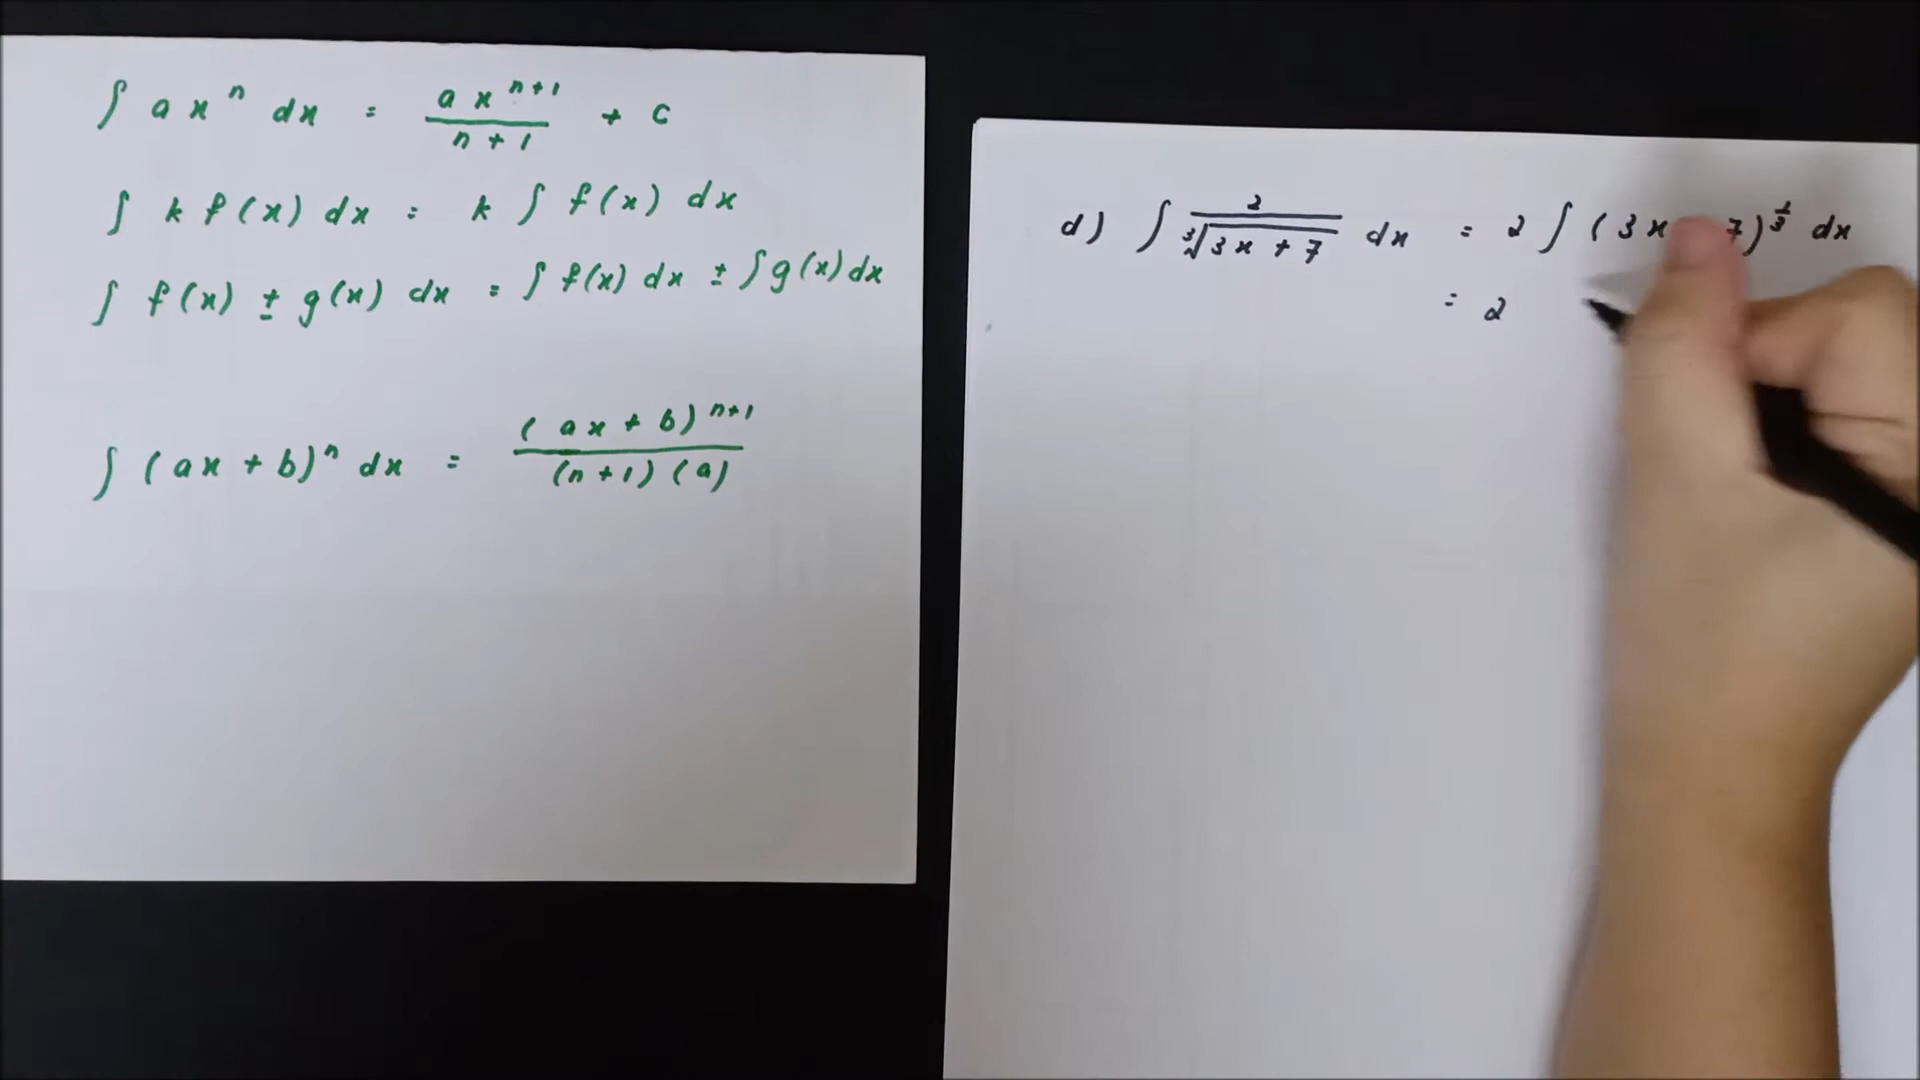 ∫ a x^n dx = (a x^(n+1))/(n+1) + c
∫ k f(x) dx = k ∫ f(x) dx
∫ f(x) ± g(x) dx = ∫ f(x) dx ± ∫ g(x) dx
∫ (ax + b)^n dx = ((ax + b)^(n+1))/((n+1)(a))
d) ∫ 2/∛(3x + 7) dx = 2 ∫ (3x 7)^(1/3) dx
= 2